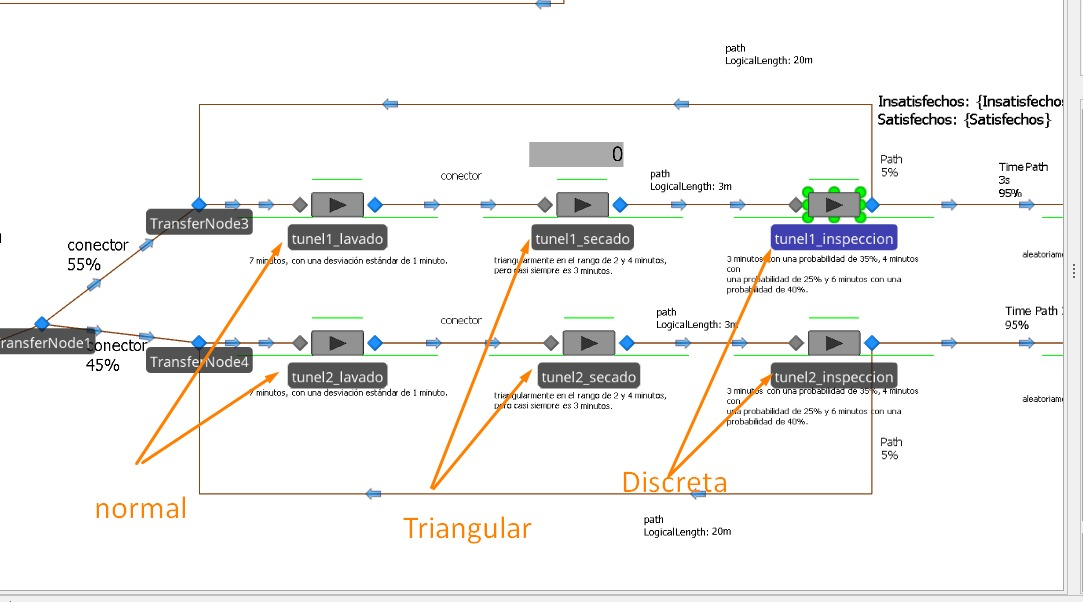 path
LogicalLength: 20m
Insatisfechos: {Insatisfechos
Satisfechos: {Satisfechos}
0
Path
5%
Time Path
3s
95%
conector
path
LogicalLength: 3m
TransferNode3
tunel1_lavado
tunel1_secado
tunel1_inspeccion
conector
55%
7 minutos, con una desviación estándar de 1 minuto.
triangularmente en el rango de 2 y 4 minutos,
pero casi siempre es 3 minutos.
3 minutos con una probabilidad de 35%, 4 minutos
con
una probabilidad de 25% y 6 minutos con una
probabilidad de 40%.
aleatoriame
path
LogicalLength: 3m
Time Path
95%
conector
TransferNode1
conector
45%
TransferNode4
tunel2_lavado
tunel2_secado
tunel2_inspeccion
7 minutos, con una desviación estándar de 1 minuto.
triangularmente en el rango de 2 y 4 minutos,
pero casi siempre es 3 minutos.
3 minutos con una probabilidad de 35%, 4 minutos
con
una probabilidad de 25% y 6 minutos con una
probabilidad de 40%.
aleatoriame
Path
5%
normal
Triangular
Discreta
path
LogicalLength: 20m